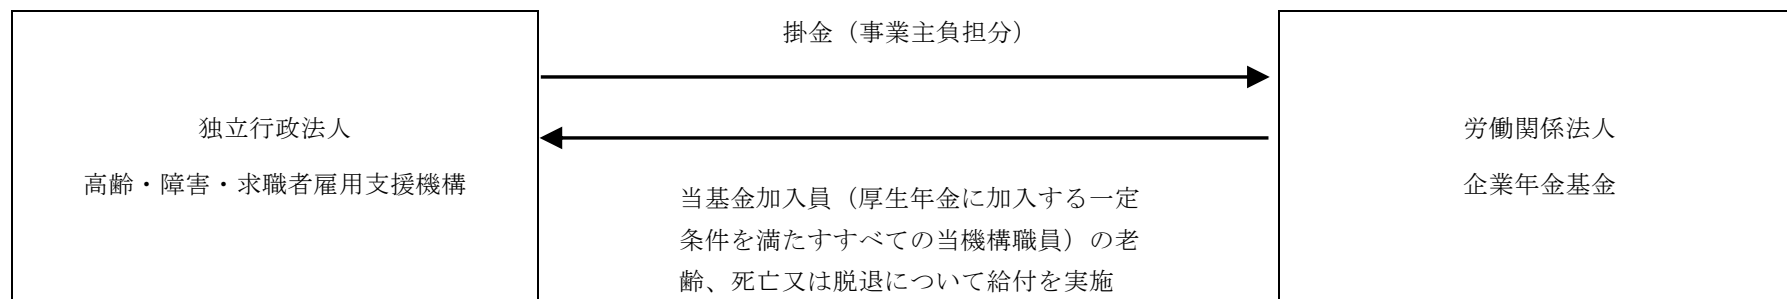 掛金（事業主負担分）
独立行政法人
高齢・障害・求職者雇用支援機構
当基金加入員（厚生年金に加入する一定
条件を満たすすべての当機構職員）の老
齢、死亡又は脱退について給付を実施
労働関係法人
企業年金基金